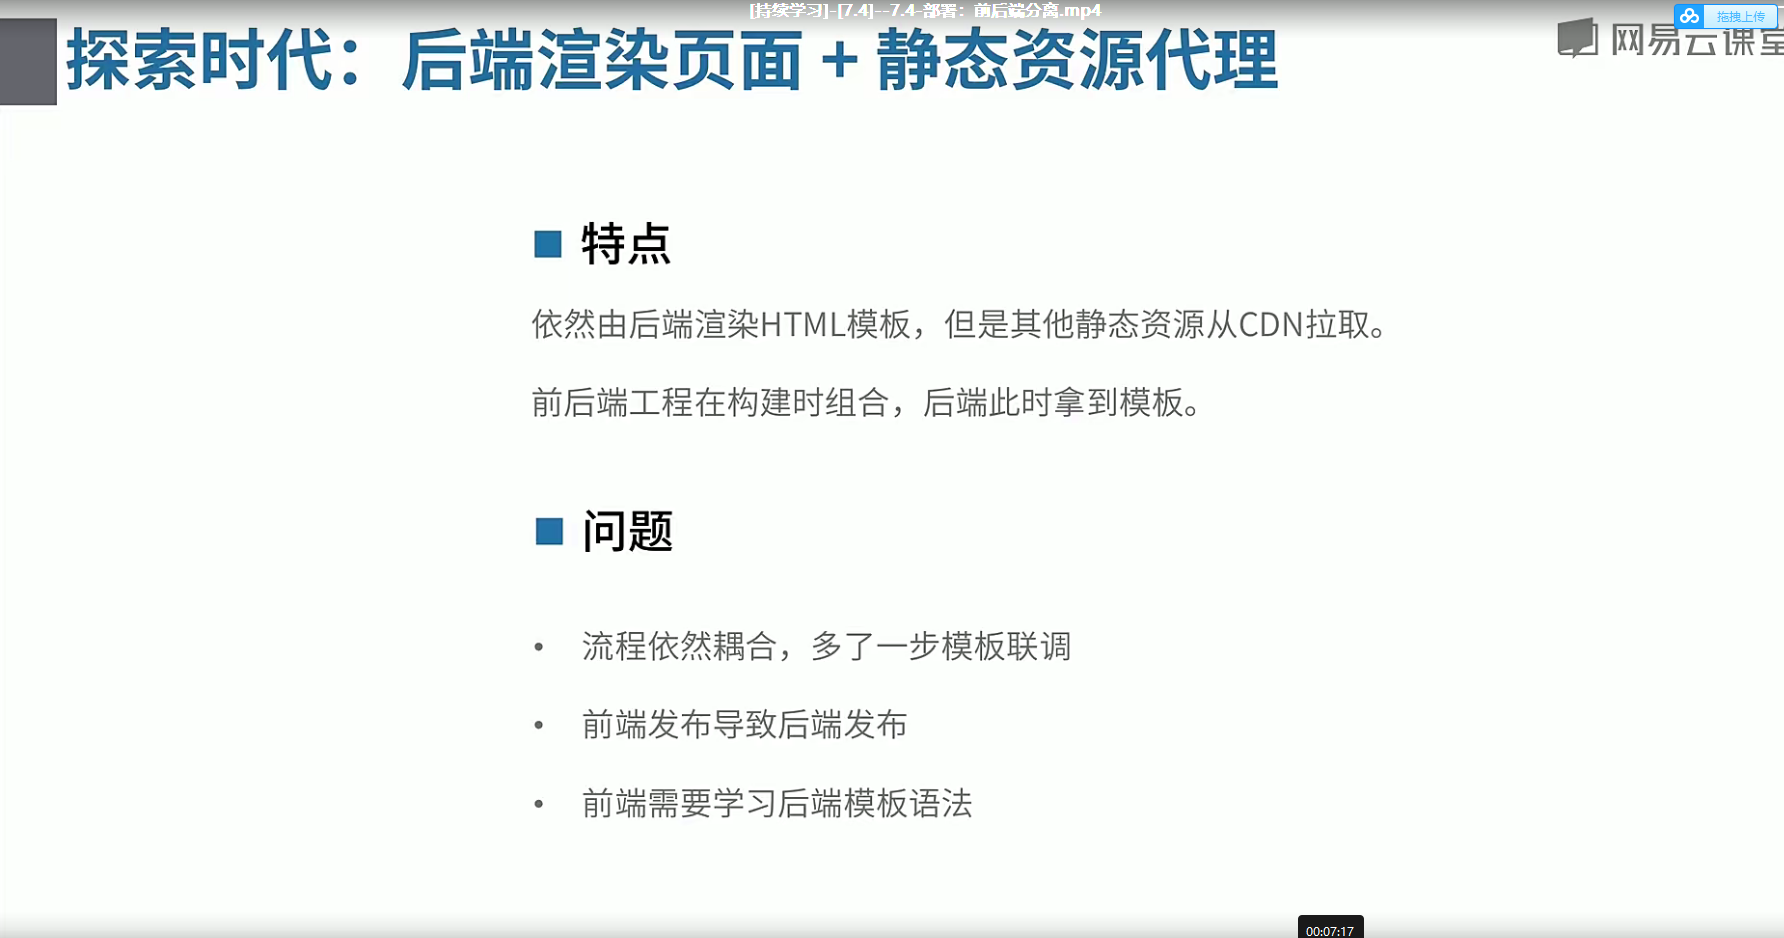 [持续学习]-[7.4]--7.4-部署：前后端分离.mp4
拖拽上传
探索时代：后端渲染页面 + 静态资源代理
网易云课堂
特点
依然由后端渲染HTML模板，但是其他静态资源从CDN拉取。
前后端工程在构建时组合，后端此时拿到模板。
问题
• 流程依然耦合，多了一步模板联调
• 前端发布导致后端发布
• 前端需要学习后端模板语法
00:07:17